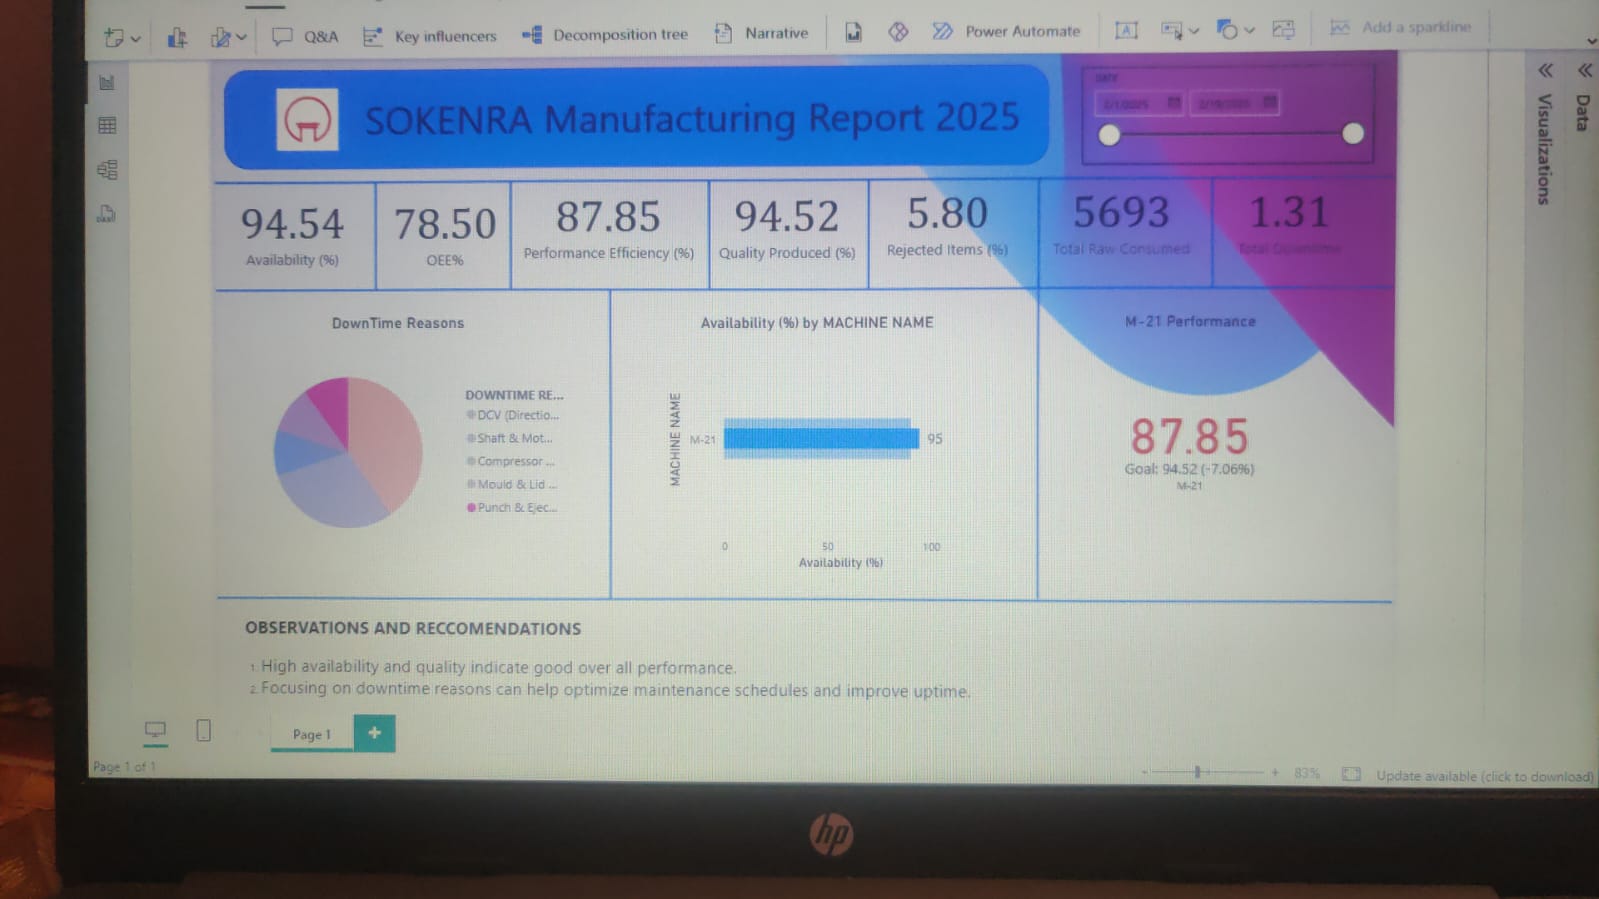 Q&A
Key influencers
Decomposition tree
Narrative
Power Automate
A
Add a sparkline
SOKENRA Manufacturing Report 2025
DATE
Data
Visualizations
94.54
Availability (%)
78.50
OEE%
87.85
Performance Efficiency (%)
94.52
Quality Produced (%)
5.80
Rejected Items (%)
5693
Total Raw Consumed
1.31
Total Downtime
DownTime Reasons
DOWNTIME RE...
DCV (Directio...
Shaft & Mot...
Compressor ...
Mould & Lid ...
Punch & Ejec...
Availability (%) by MACHINE NAME
MACHINE NAME
M-21
95
0 50 100
Availability (%)
M-21 Performance
87.85
Goal: 94.52 (-7.06%)
M-21
OBSERVATIONS AND RECCOMENDATIONS
1. High availability and quality indicate good over all performance.
2. Focusing on downtime reasons can help optimize maintenance schedules and improve uptime.
Page 1
+
Page 1 of 1
- + 83%
Update available (click to download)
hp